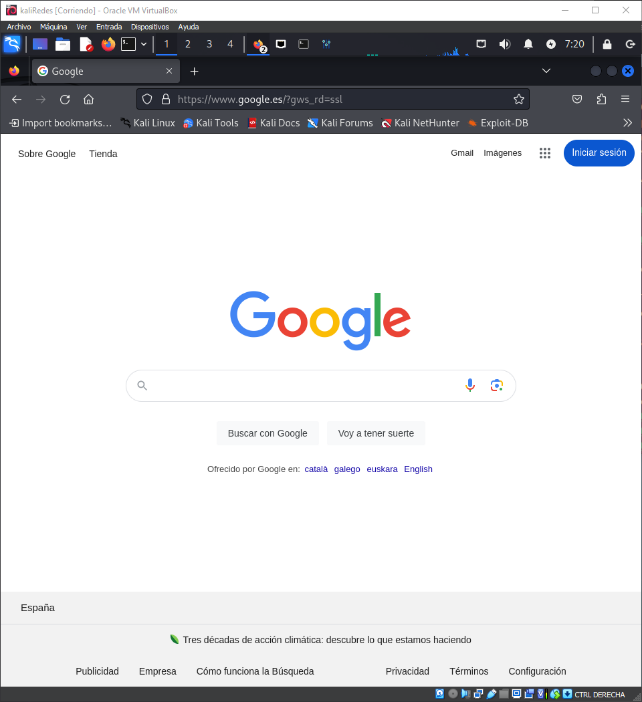 kaliRedes [Corriendo] - Oracle VM VirtualBox
Archivo Máquina Ver Entrada Dispositivos Ayuda
1 2 3 4 2 7:20
Google
https://www.google.es/?gws_rd=ssl
Import bookmarks... Kali Linux Kali Tools Kali Docs Kali Forums Kali NetHunter Exploit-DB
Sobre Google Tienda Gmail Imágenes Iniciar sesión
Google
Buscar con Google Voy a tener suerte
Ofrecido por Google en: català galego euskara English
España
Tres décadas de acción climática: descubre lo que estamos haciendo
Publicidad Empresa Cómo funciona la Búsqueda Privacidad Términos Configuración
CTRL DERECHA